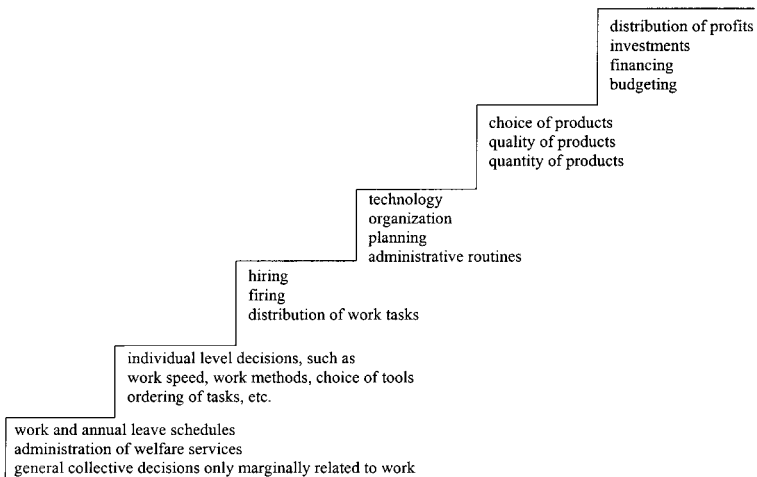 distribution of profits
investments
financing
budgeting
choice of products
quality of products
quantity of products
technology
organization
planning
administrative routines
hiring
firing
distribution of work tasks
individual level decisions, such as
work speed, work methods, choice of tools
ordering of tasks, etc.
work and annual leave schedules
administration of welfare services
general collective decisions only marginally related to work